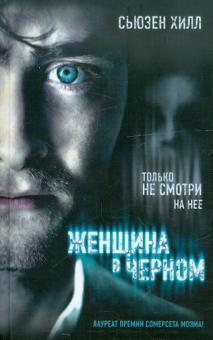 СЬЮЗЕН ХИЛЛ
ТОЛЬКО
НЕ СМОТРИ
НА НЕЕ
ЖЕНЩИНА
В ЧЕРНОМ
ЛАУРЕАТ ПРЕМИИ СОМЕРСЕТА МОЭМА!